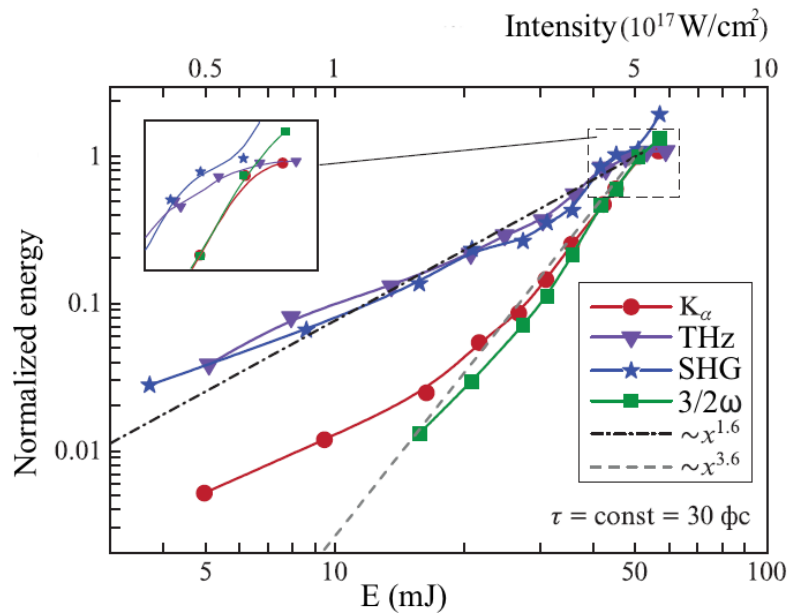 Intensity (10¹⁷ W/cm²)
0.5 1 5 10
Normalized energy
1
0.1
0.01
K_α
THz
SHG
3/2ω
~x^{1.6}
~x^{3.6}
τ = const = 30 фс
5 10 50 100
E (mJ)